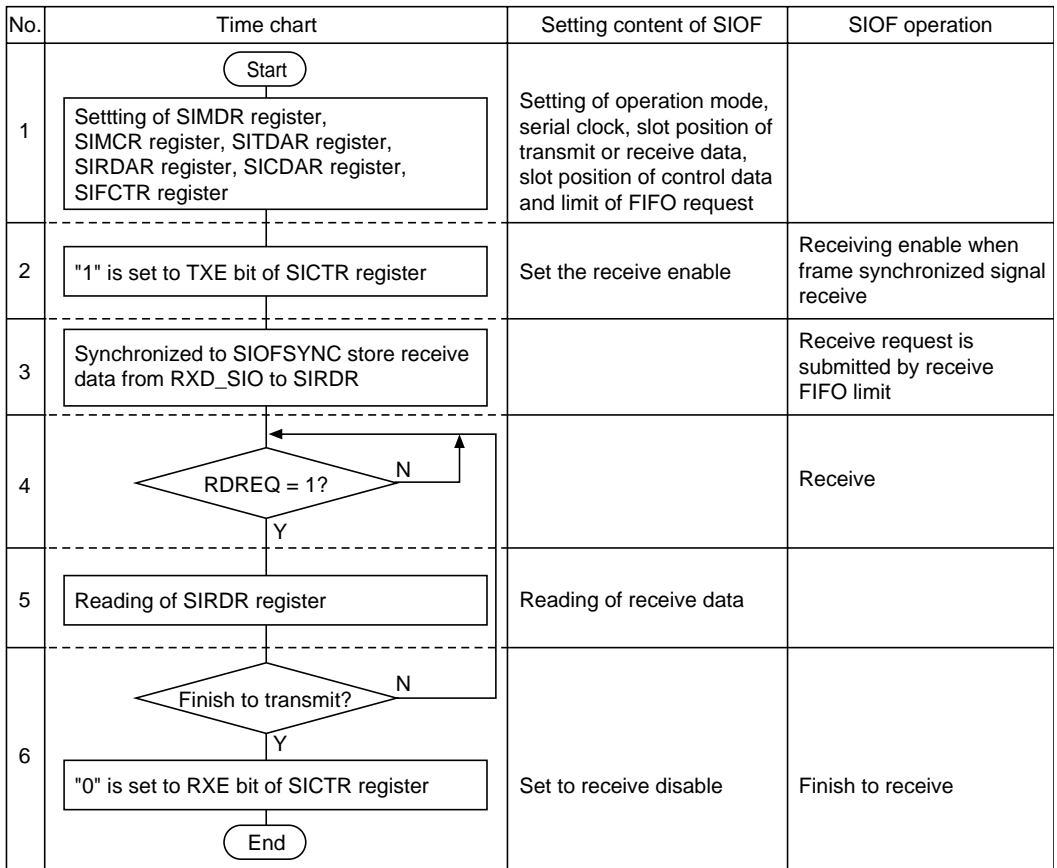 No.
Time chart
Setting content of SIOF
SIOF operation
1
Start
Settting of SIMDR register,
SIMCR register, SITDAR register,
SIRDAR register, SICDAR register,
SIFCTR register
Setting of operation mode,
serial clock, slot position of
transmit or receive data,
slot position of control data
and limit of FIFO request
2
"1" is set to TXE bit of SICTR register
Set the receive enable
Receiving enable when
frame synchronized signal
receive
3
Synchronized to SIOFSYNC store receive
data from RXD_SIO to SIRDR
Receive request is
submitted by receive
FIFO limit
4
RDREQ = 1?
N
Y
Receive
5
Reading of SIRDR register
Reading of receive data
6
Finish to transmit?
N
Y
"0" is set to RXE bit of SICTR register
Set to receive disable
Finish to receive
End